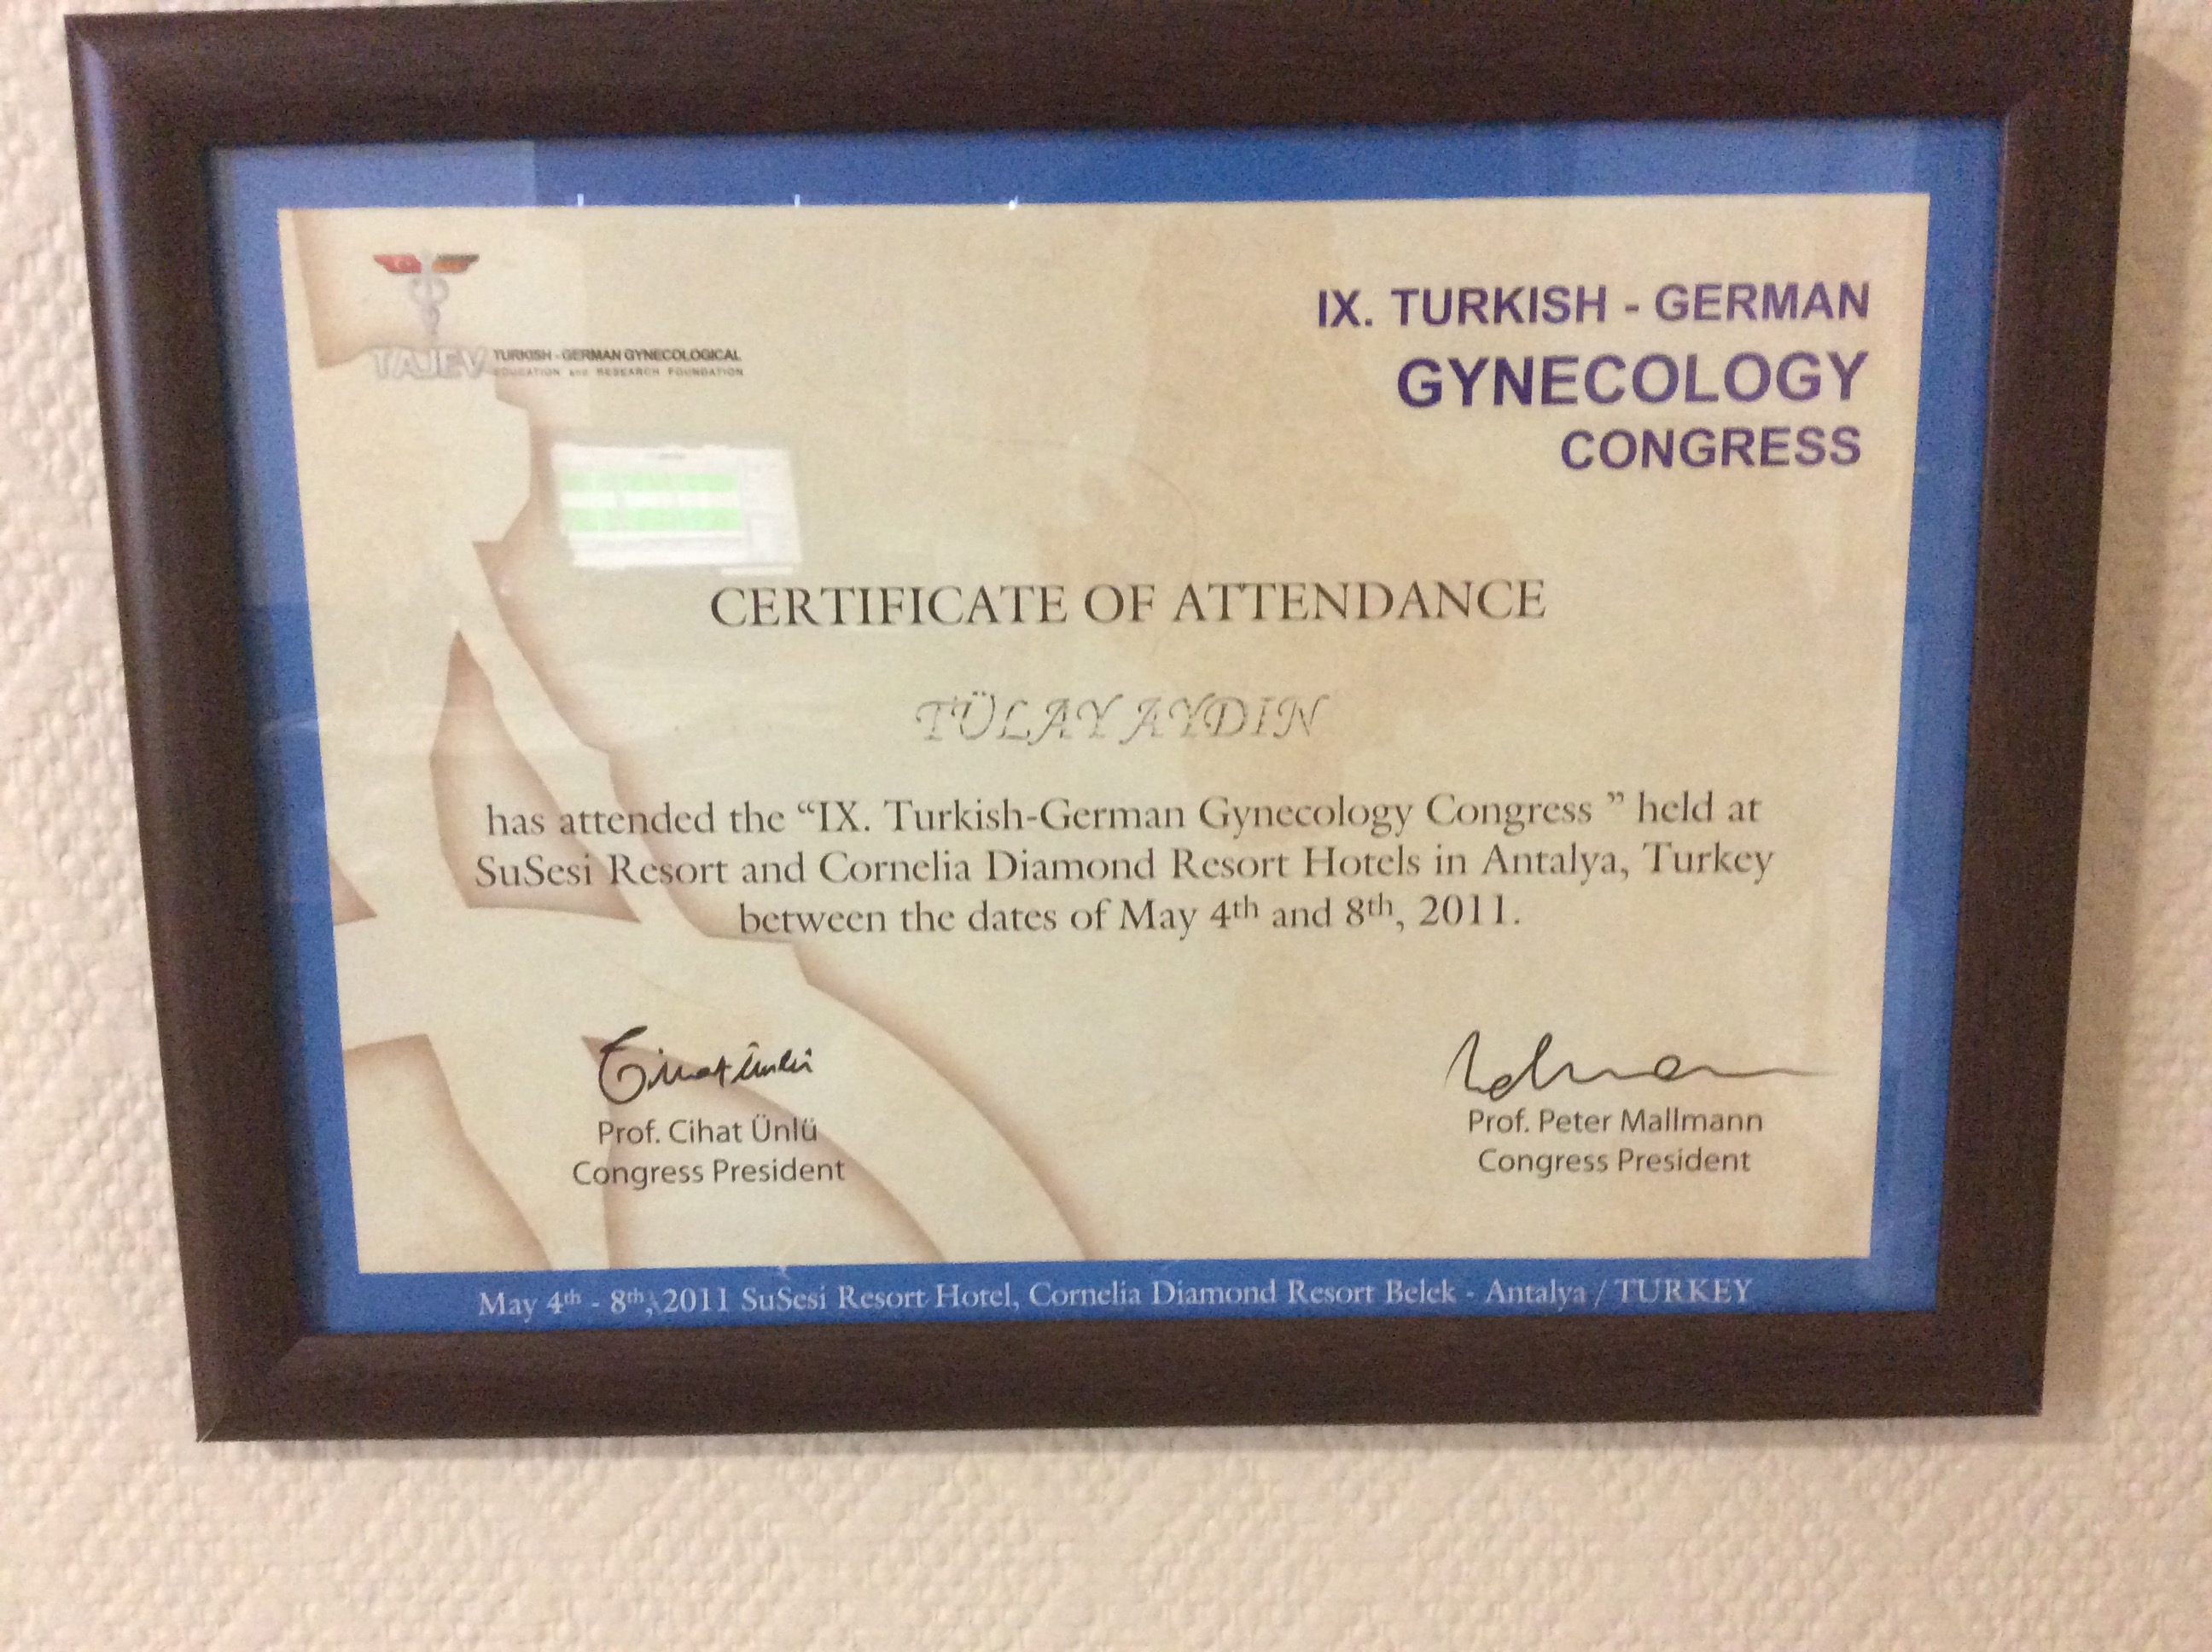 TAJEV TURKISH - GERMAN GYNECOLOGICAL
EDUCATION and RESEARCH FOUNDATION
IX. TURKISH - GERMAN
GYNECOLOGY
CONGRESS
CERTIFICATE OF ATTENDANCE
TÜLAY AYDIN
has attended the “IX. Turkish-German Gynecology Congress ” held at
SuSesi Resort and Cornelia Diamond Resort Hotels in Antalya, Turkey
between the dates of May 4th and 8th, 2011.
Cihat Ünlü
Prof. Cihat Ünlü
Congress President
Prof. Peter Mallmann
Congress President
May 4th - 8th, 2011 SuSesi Resort Hotel, Cornelia Diamond Resort Belek - Antalya / TURKEY